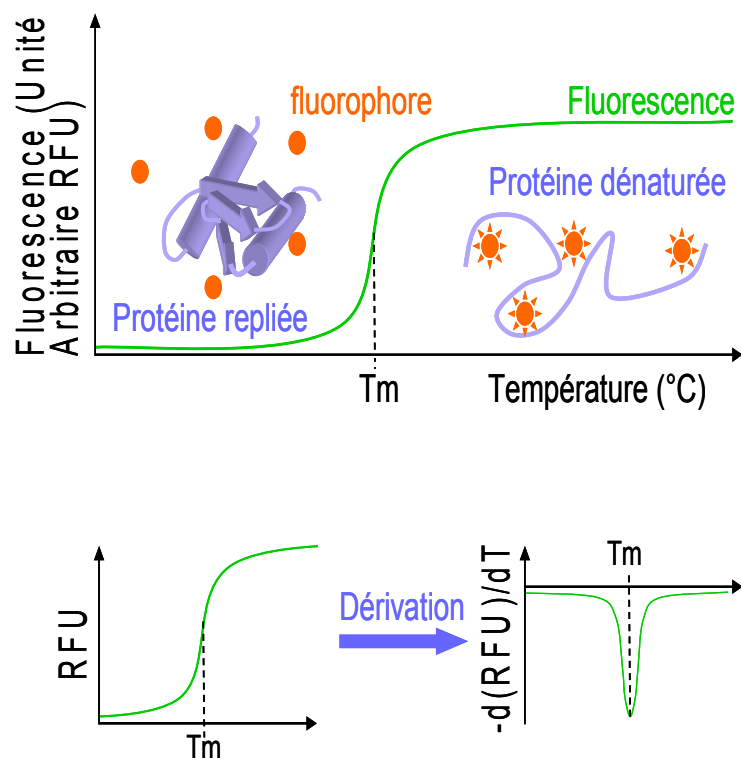 Fluorescence (Unité
Arbitraire RFU)
fluorophore
Fluorescence
Protéine dénaturée
Protéine repliée
Tm
Température (°C)
RFU
Tm
Dérivation
-d(RFU)/dT
Tm